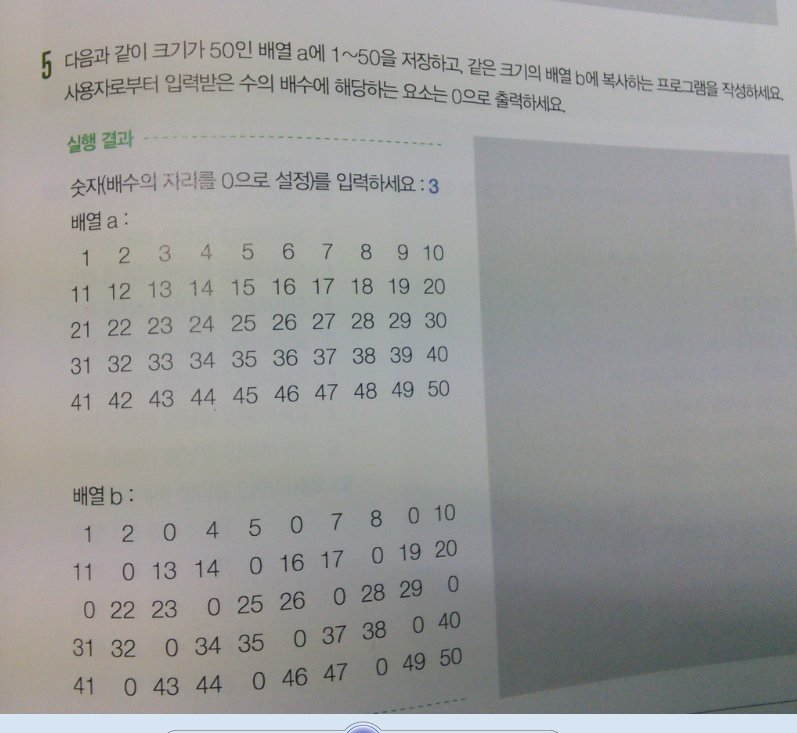 5 다음과 같이 크기가 50인 배열 a에 1~50을 저장하고, 같은 크기의 배열 b에 복사하는 프로그램을 작성하세요.
사용자로부터 입력받은 수의 배수에 해당하는 요소는 0으로 출력하세요.
실행 결과
숫자(배수의 자리를 0으로 설정)를 입력하세요 : 3
배열 a :
1 2 3 4 5 6 7 8 9 10
11 12 13 14 15 16 17 18 19 20
21 22 23 24 25 26 27 28 29 30
31 32 33 34 35 36 37 38 39 40
41 42 43 44 45 46 47 48 49 50
배열 b :
1 2 0 4 5 0 7 8 0 10
11 0 13 14 0 16 17 0 19 20
0 22 23 0 25 26 0 28 29 0
31 32 0 34 35 0 37 38 0 40
41 0 43 44 0 46 47 0 49 50